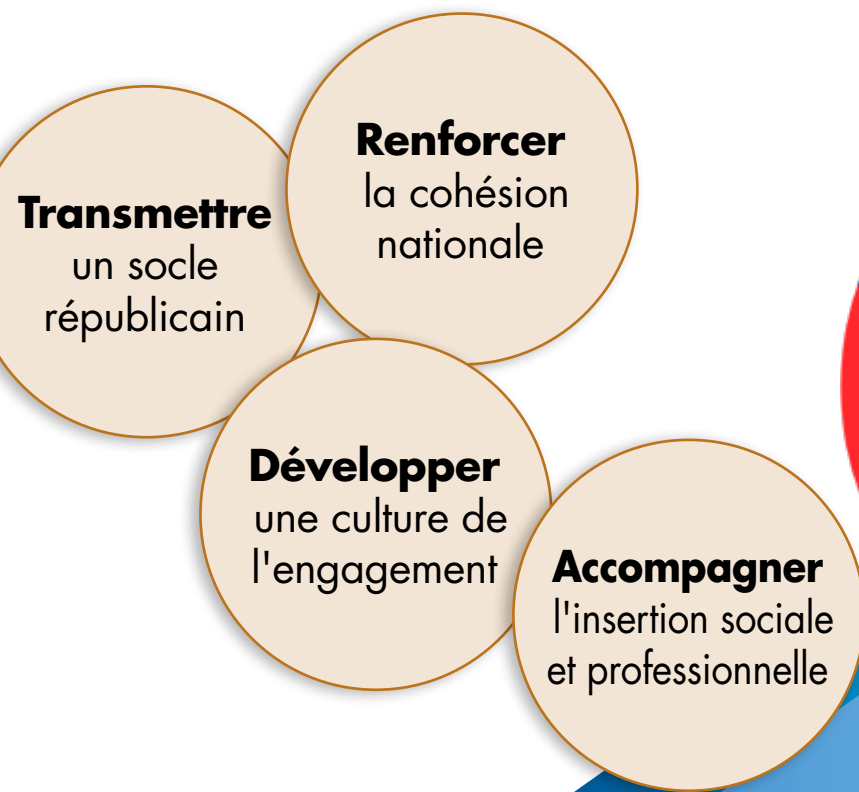 Transmettre
un socle
républicain
Renforcer
la cohésion
nationale
Développer
une culture de
l'engagement
Accompagner
l'insertion sociale
et professionnelle